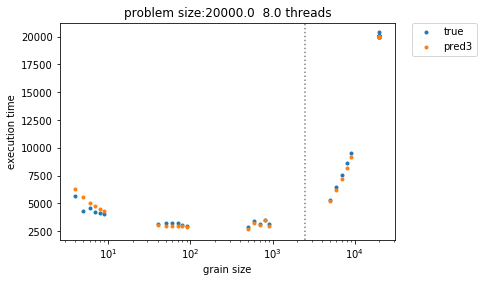 problem size:20000.0  8.0 threads
true
pred3
20000
17500
15000
12500
10000
7500
5000
2500
execution time
10¹
10²
10³
10⁴
grain size